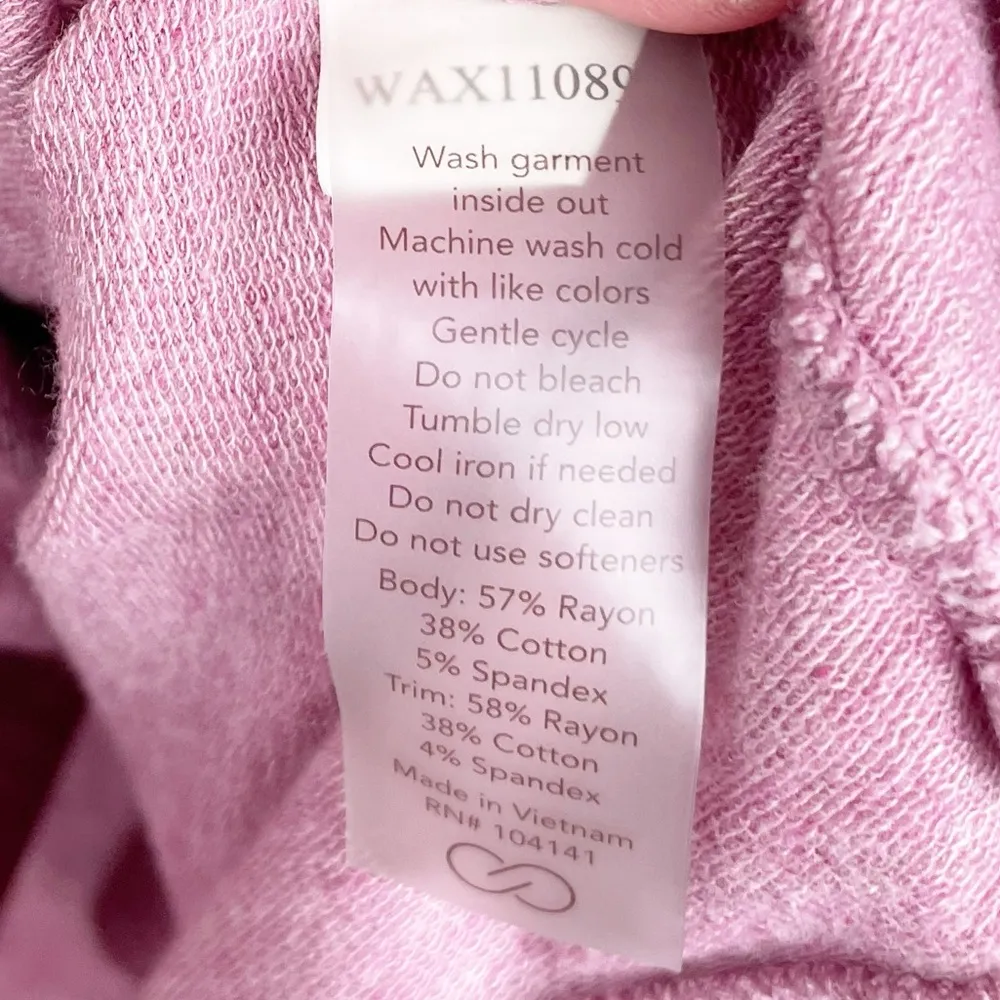 WAX11089
Wash garment
inside out
Machine wash cold
with like colors
Gentle cycle
Do not bleach
Tumble dry low
Cool iron if needed
Do not dry clean
Do not use softeners
Body: 57% Rayon
38% Cotton
5% Spandex
Trim: 58% Rayon
38% Cotton
4% Spandex
Made in Vietnam
RN# 104141